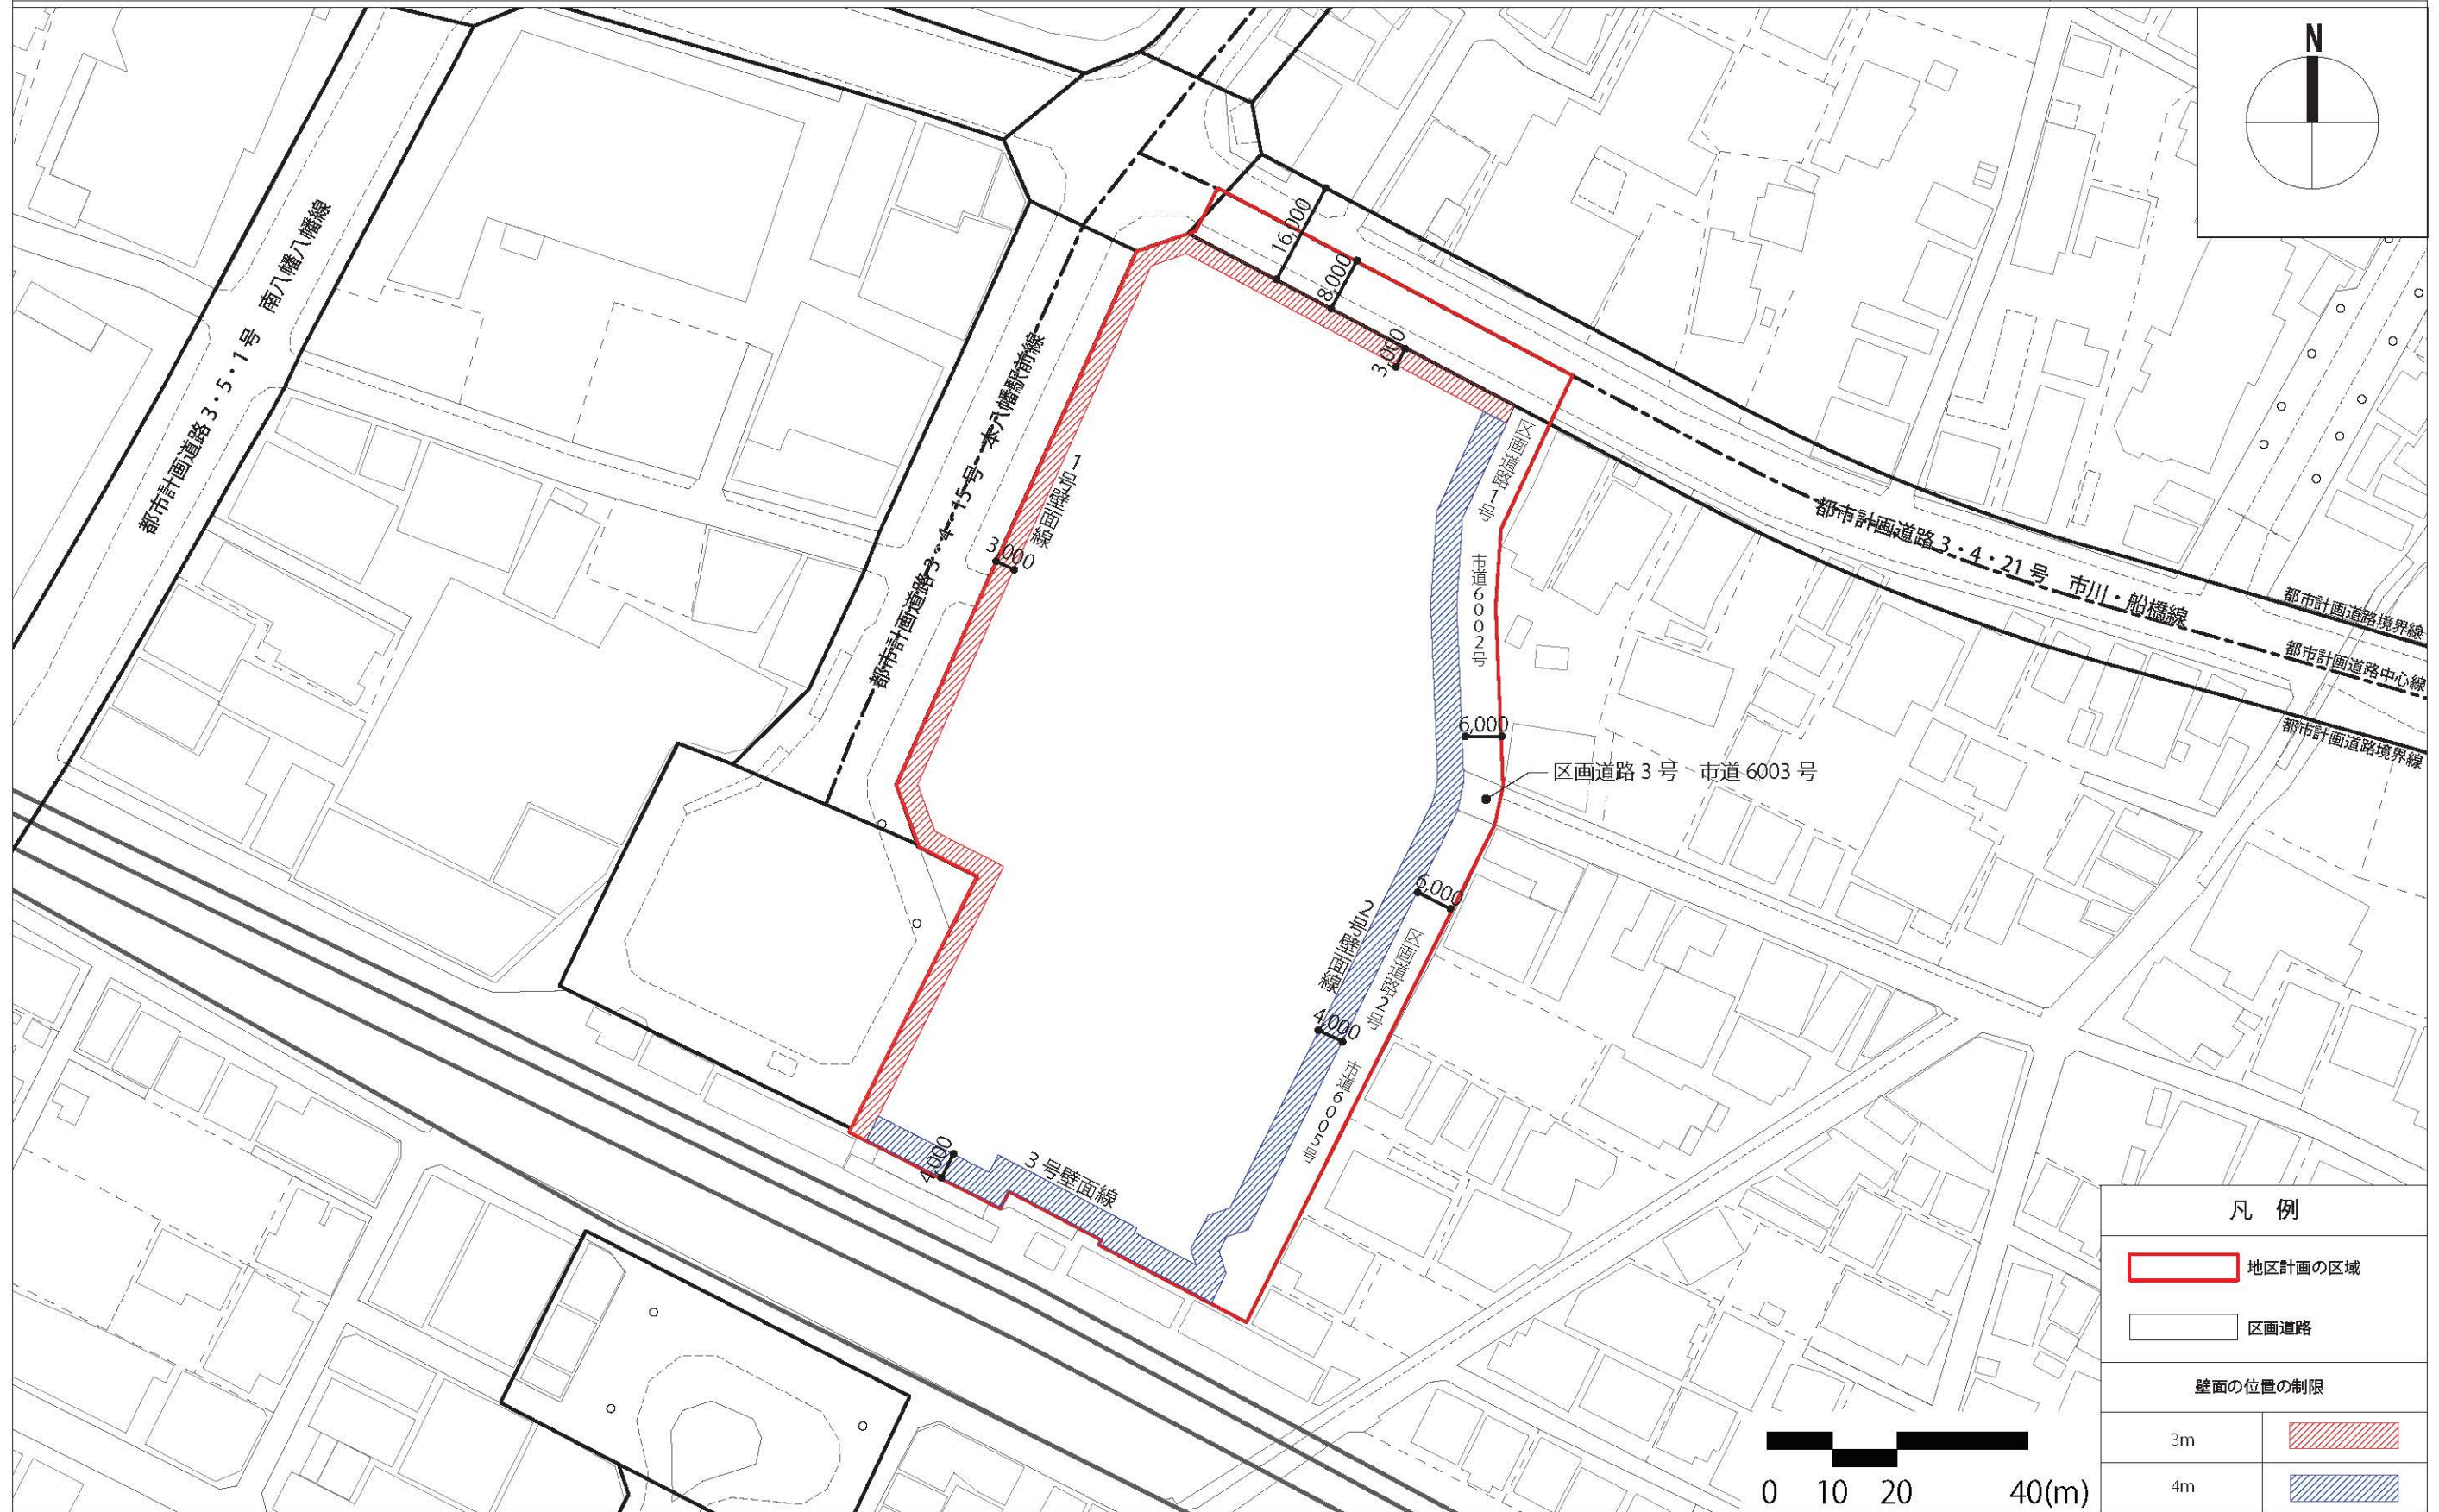 N
都市計画道路3・5・1号　南八幡八幡線
都市計画道路3・4・15号　本八幡駅前線
16,000
8,000
3,000
1号壁面線
3,000
区画道路1号
市道6002号
都市計画道路3・4・21号　市川・船橋線
都市計画道路境界線
都市計画道路中心線
都市計画道路境界線
6,000
区画道路3号　市道6003号
6,000
2号壁面線
区画道路2号
4,000
市道6005号
4,000
3号壁面線
凡　例
地区計画の区域
区画道路
壁面の位置の制限
3m
4m
0 10 20 40(m)